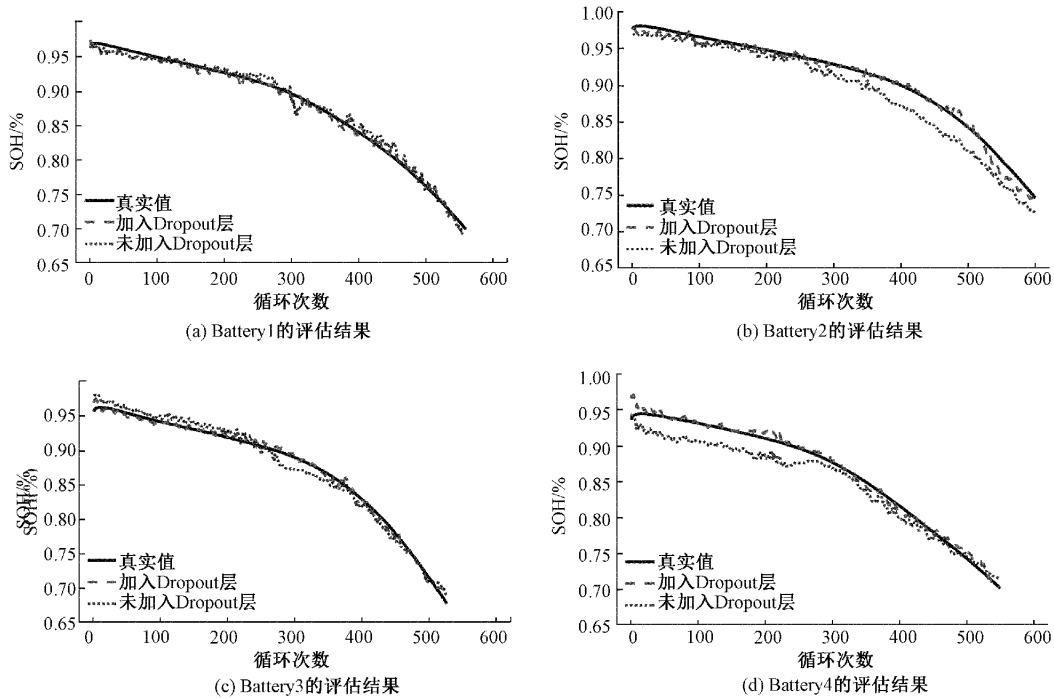 SOH/%
0.95
0.90
0.85
0.80
0.75
0.70
0.65
真实值
加入Dropout层
未加入Dropout层
0 100 200 300 400 500 600
循环次数
(a) Battery1的评估结果
SOH/%
1.00
0.95
0.90
0.85
0.80
0.75
0.70
0.65
真实值
加入Dropout层
未加入Dropout层
0 100 200 300 400 500 600
循环次数
(b) Battery2的评估结果
SOH/%
SOH(%)
0.95
0.90
0.85
0.80
0.75
0.70
0.65
真实值
加入Dropout层
未加入Dropout层
0 100 200 300 400 500 600
循环次数
(c) Battery3的评估结果
SOH/%
1.00
0.95
0.90
0.85
0.80
0.75
0.70
0.65
真实值
加入Dropout层
未加入Dropout层
0 100 200 300 400 500 600
循环次数
(d) Battery4的评估结果